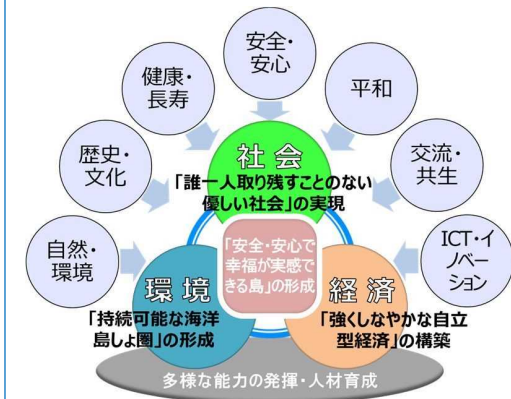 安全・
安心
健康・
長寿
平和
歴史・
文化
交流・
共生
自然・
環境
ICT・イ
ノベー
ション
社会
「誰一人取り残すことのない
優しい社会」の実現
「安全・安心で
幸福が実感で
きる島」の形成
環境
「持続可能な海洋
島しょ圏」の形成
経済
「強くしなやかな自立
型経済」の構築
多様な能力の発揮・人材育成